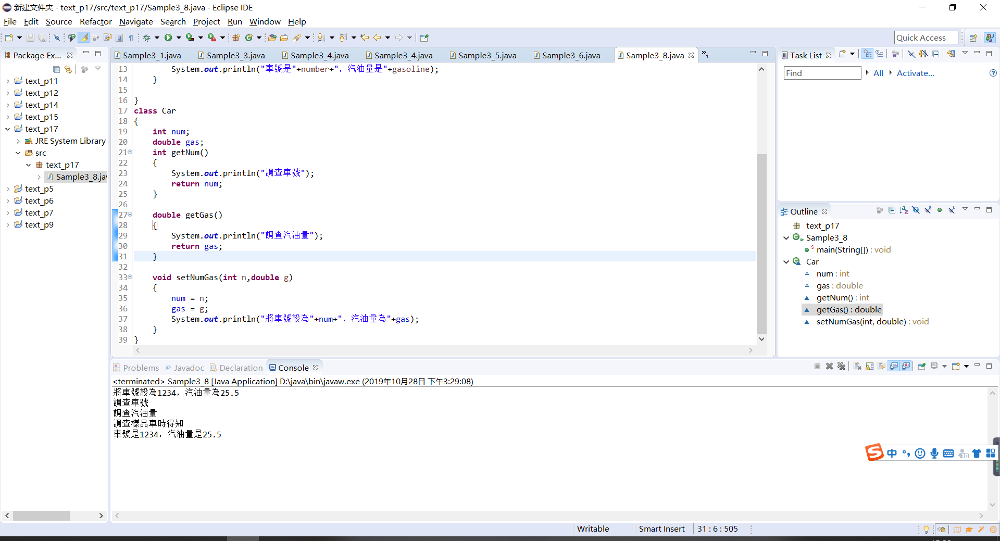 新建文件夹 - text_p17/src/text_p17/Sample3_8.java - Eclipse IDE
File Edit Source Refactor Navigate Search Project Run Window Help
Quick Access
Package Ex...
Sample3_1.java Sample3_3.java Sample3_4.java Sample3_4.java Sample3_5.java Sample3_6.java Sample3_8.java »1
Task List
Find All Activate...
text_p11
text_p12
text_p14
text_p15
text_p17
JRE System Library
src
text_p17
Sample3_8.jav
text_p5
text_p6
text_p7
text_p9
13 System.out.println("車號是"+number+"，汽油量是"+gasoline);
14 }
15
16 }
17 class Car
18 {
19 int num;
20 double gas;
21 int getNum()
22 {
23 System.out.println("調查車號");
24 return num;
25 }
26
27 double getGas()
28 {
29 System.out.println("調查汽油量");
30 return gas;
31 }
32
33 void setNumGas(int n,double g)
34 {
35 num = n;
36 gas = g;
37 System.out.println("將車號設為"+num+"，汽油量為"+gas);
38 }
39 }
Outline
text_p17
Sample3_8
main(String[]) : void
Car
num : int
gas : double
getNum() : int
getGas() : double
setNumGas(int, double) : void
Problems @ Javadoc Declaration Console
<terminated> Sample3_8 [Java Application] D:\java\bin\javaw.exe (2019年10月28日 下午3:29:08)
將車號設為1234，汽油量為25.5
調查車號
調查汽油量
調查樣品車時得知
車號是1234，汽油量是25.5
S 中
Writable Smart Insert 31 : 6 : 505